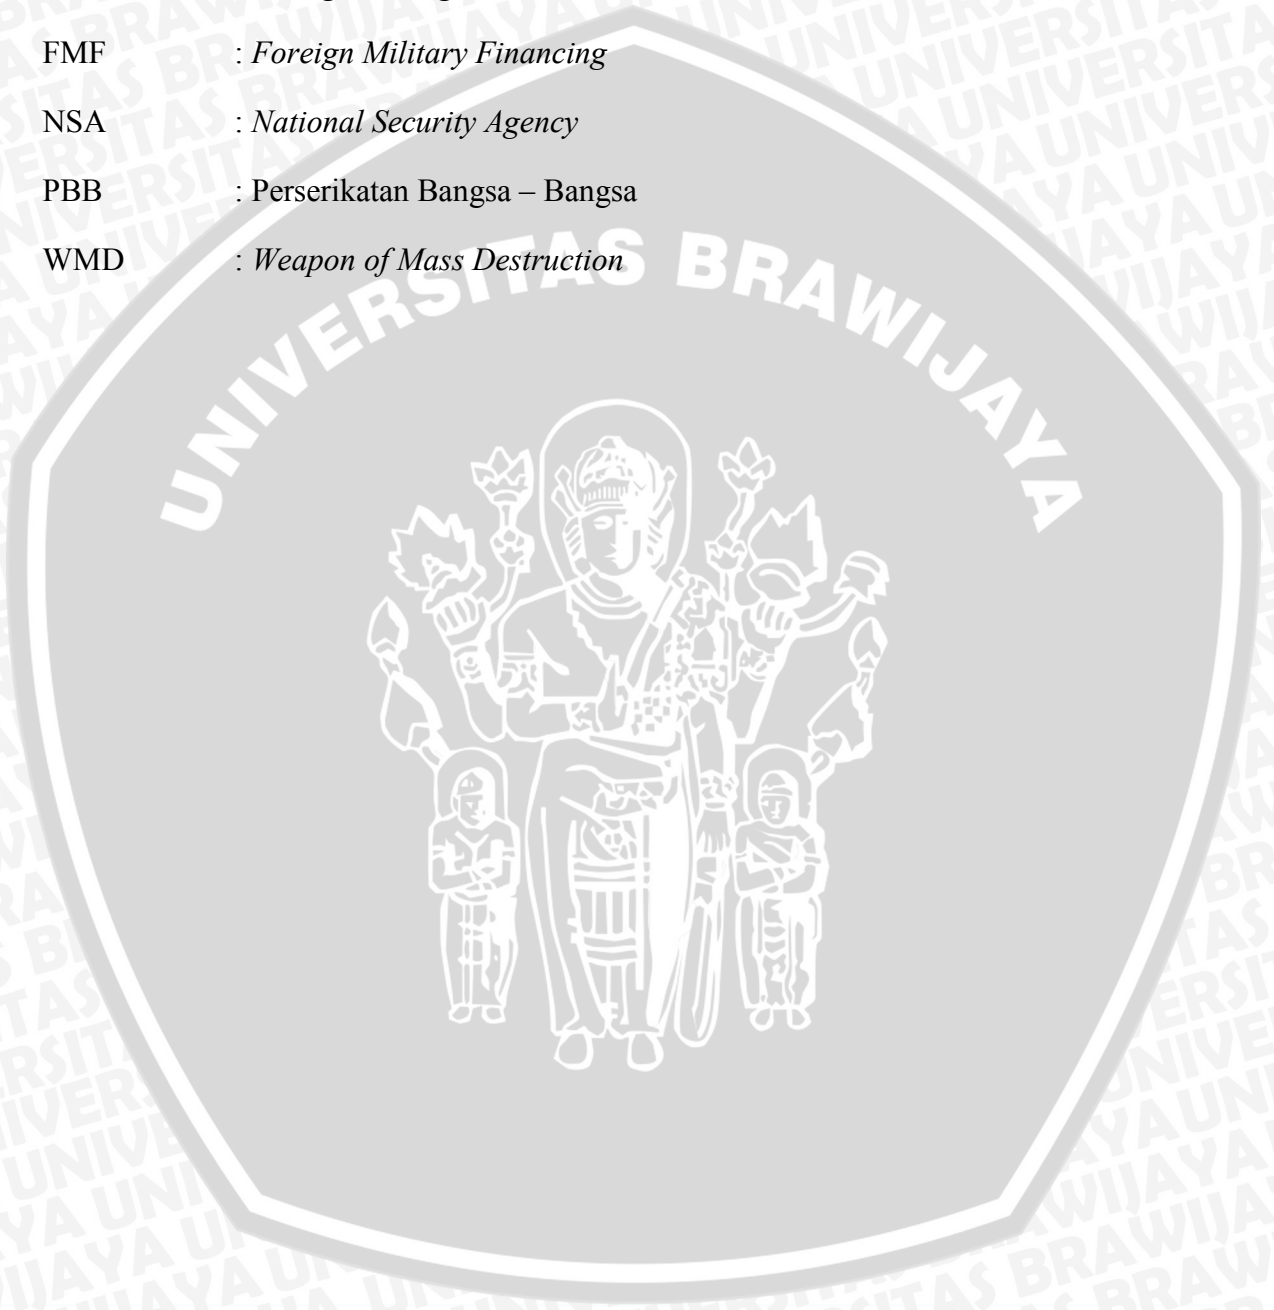 FMF : Foreign Military Financing
NSA : National Security Agency
PBB : Perserikatan Bangsa – Bangsa
WMD : Weapon of Mass Destruction
UNIVERSITAS BRAWIJAYA